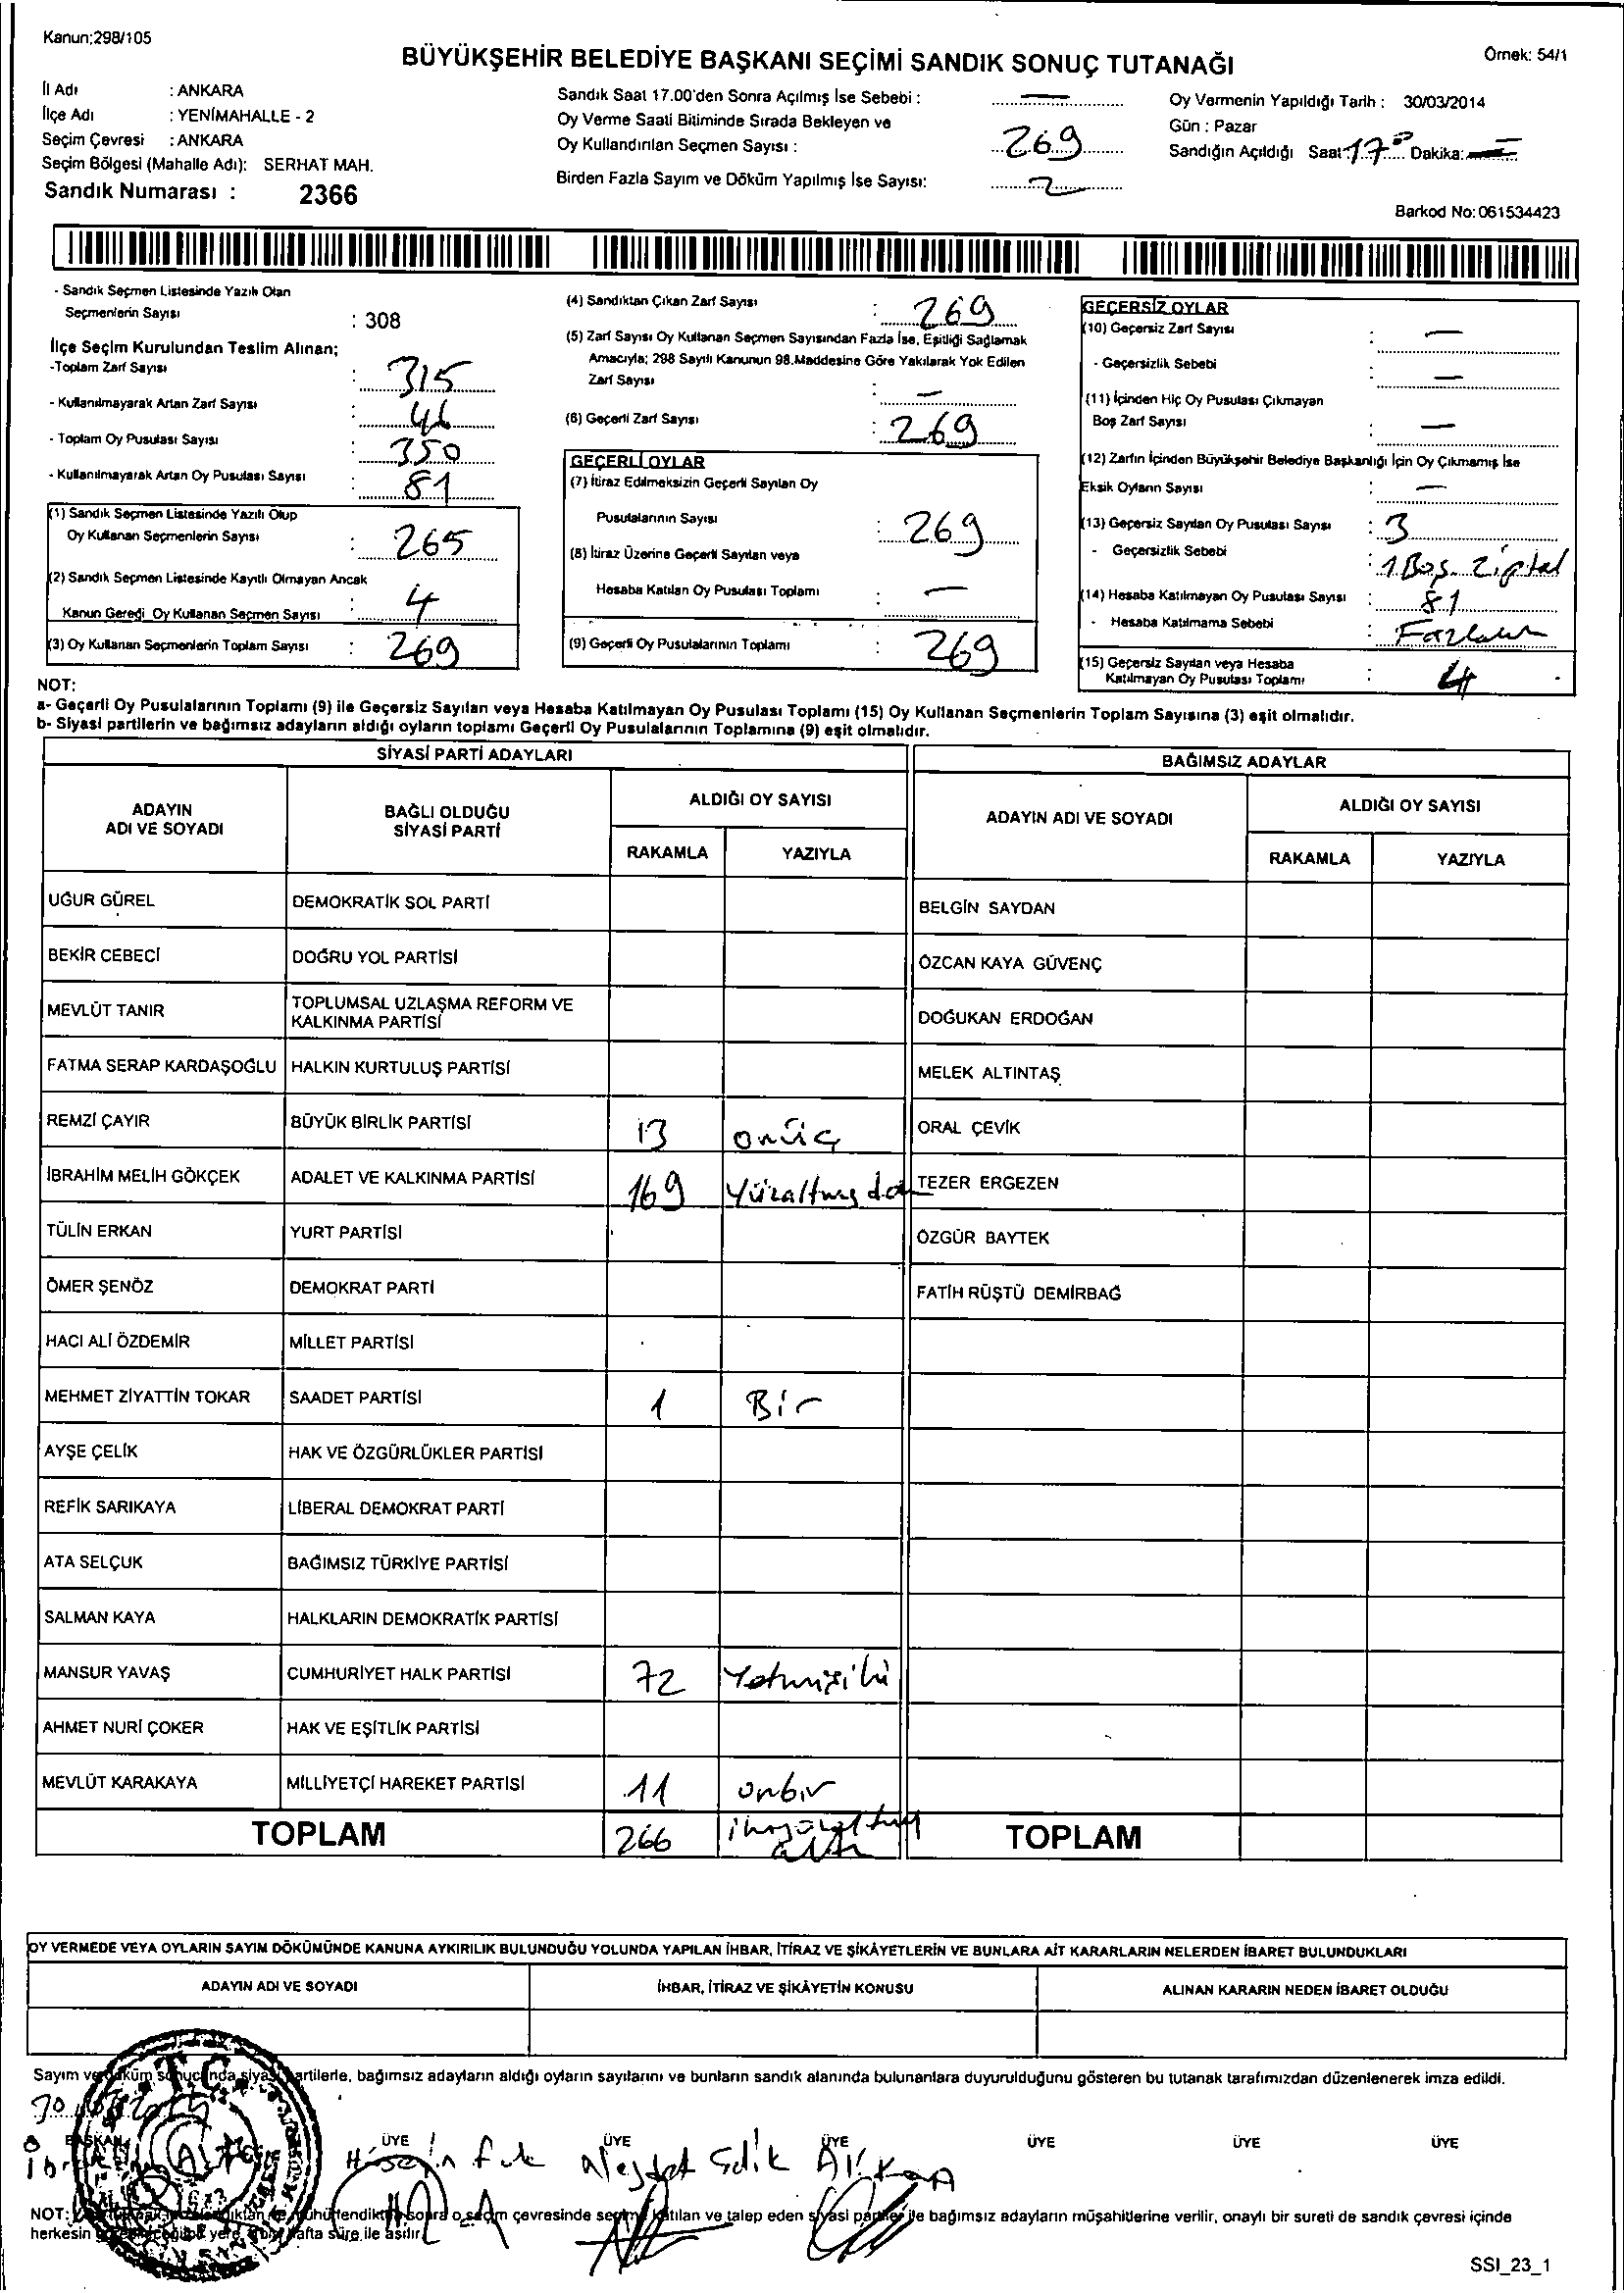 Kanun:298/105
BÜYÜKŞEHİR BELEDİYE BAŞKANI SEÇİMİ SANDIK SONUÇ TUTANAĞI
Örnek: 54/1
İl Adı : ANKARA
İlçe Adı : YENİMAHALLE - 2
Seçim Çevresi : ANKARA
Seçim Bölgesi (Mahalle Adı): SERHAT MAH.
Sandık Numarası : 2366
Sandık Saat 17.00'den Sonra Açılmış İse Sebebi : —
Oy Verme Saati Bitiminde Sırada Bekleyen ve
Oy Kullandırılan Seçmen Sayısı : 269
Birden Fazla Sayım ve Döküm Yapılmış İse Sayısı: 2
Oy Vermenin Yapıldığı Tarih : 30/03/2014
Gün : Pazar
Sandığın Açıldığı Saat: 17 Dakika:
Barkod No: 061534423
- Sandık Seçmen Listesinde Yazılı Olan
Seçmenlerin Sayısı : 308
İlçe Seçim Kurulundan Teslim Alınan;
-Toplam Zarf Sayısı : 315
- Kullanılmayarak Artan Zarf Sayısı : 46
- Toplam Oy Pusulası Sayısı : 350
- Kullanılmayarak Artan Oy Pusulası Sayısı : 81
(1) Sandık Seçmen Listesinde Yazılı Olup
Oy Kullanan Seçmenlerin Sayısı : 265
(2) Sandık Seçmen Listesinde Kayıtlı Olmayan Ancak
Kanun Gereği Oy Kullanan Seçmen Sayısı : 4
(3) Oy Kullanan Seçmenlerin Toplam Sayısı : 269
(4) Sandıktan Çıkan Zarf Sayısı : 269
(5) Zarf Sayısı Oy Kullanan Seçmen Sayısından Fazla İse, Eşitliği Sağlamak
Amacıyla; 298 Sayılı Kanunun 98.Maddesine Göre Yakılarak Yok Edilen
Zarf Sayısı : —
(6) Geçerli Zarf Sayısı : 269
GEÇERLİ OYLAR
(7) İtiraz Edilmeksizin Geçerli Sayılan Oy
Pusulalarının Sayısı : 269
(8) İtiraz Üzerine Geçerli Sayılan veya
Hesaba Katılan Oy Pusulası Toplamı : —
(9) Geçerli Oy Pusulalarının Toplamı : 269
GEÇERSİZ OYLAR
(10) Geçersiz Zarf Sayısı : —
- Geçersizlik Sebebi : —
(11) İçinden Hiç Oy Pusulası Çıkmayan
Boş Zarf Sayısı : —
(12) Zarfın İçinden Büyükşehir Belediye Başkanlığı İçin Oy Çıkmamış İse
Eksik Oyların Sayısı : —
(13) Geçersiz Sayılan Oy Pusulası Sayısı : 3
- Geçersizlik Sebebi : 1 Boş 2 iptal
(14) Hesaba Katılmayan Oy Pusulası Sayısı : 81
- Hesaba Katılmama Sebebi :
(15) Geçersiz Sayılan veya Hesaba
Katılmayan Oy Pusulası Toplamı : 4
NOT:
a- Geçerli Oy Pusulalarının Toplamı (9) ile Geçersiz Sayılan veya Hesaba Katılmayan Oy Pusulası Toplamı (15) Oy Kullanan Seçmenlerin Toplam Sayısına (3) eşit olmalıdır.
b- Siyasi partilerin ve bağımsız adayların aldığı oyların toplamı Geçerli Oy Pusulalarının Toplamına (9) eşit olmalıdır.
SİYASİ PARTİ ADAYLARI
ADAYIN ADI VE SOYADI BAĞLI OLDUĞU SİYASİ PARTİ ALDIĞI OY SAYISI
RAKAMLA YAZIYLA
UĞUR GÜREL DEMOKRATİK SOL PARTİ
BEKİR CEBECİ DOĞRU YOL PARTİSİ
MEVLÜT TANIR TOPLUMSAL UZLAŞMA REFORM VE
KALKINMA PARTİSİ
FATMA SERAP KARDAŞOĞLU HALKIN KURTULUŞ PARTİSİ
REMZİ ÇAYIR BÜYÜK BİRLİK PARTİSİ 13 onüç
İBRAHİM MELİH GÖKÇEK ADALET VE KALKINMA PARTİSİ 169
TÜLİN ERKAN YURT PARTİSİ
ÖMER ŞENÖZ DEMOKRAT PARTİ
HACI ALİ ÖZDEMİR MİLLET PARTİSİ
MEHMET ZİYATTİN TOKAR SAADET PARTİSİ 1 Bir
AYŞE ÇELİK HAK VE ÖZGÜRLÜKLER PARTİSİ
REFİK SARIKAYA LİBERAL DEMOKRAT PARTİ
ATA SELÇUK BAĞIMSIZ TÜRKİYE PARTİSİ
SALMAN KAYA HALKLARIN DEMOKRATİK PARTİSİ
MANSUR YAVAŞ CUMHURİYET HALK PARTİSİ 72 Yetmişiki
AHMET NURİ ÇOKER HAK VE EŞİTLİK PARTİSİ
MEVLÜT KARAKAYA MİLLİYETÇİ HAREKET PARTİSİ 11 onbir
TOPLAM 266 ikiyüzaltmış
altı
BAĞIMSIZ ADAYLAR
ADAYIN ADI VE SOYADI ALDIĞI OY SAYISI
RAKAMLA YAZIYLA
BELGİN SAYDAN
ÖZCAN KAYA GÜVENÇ
DOĞUKAN ERDOĞAN
MELEK ALTINTAŞ
ORAL ÇEVİK
TEZER ERGEZEN
ÖZGÜR BAYTEK
FATİH RÜŞTÜ DEMİRBAĞ
TOPLAM
OY VERMEDE VEYA OYLARIN SAYIM DÖKÜMÜNDE KANUNA AYKIRILIK BULUNDUĞU YOLUNDA YAPILAN İHBAR, İTİRAZ VE ŞİKÂYETLERİN VE BUNLARA AİT KARARLARIN NELERDEN İBARET BULUNDUKLARI
ADAYIN ADI VE SOYADI İHBAR, İTİRAZ VE ŞİKÂYETİN KONUSU ALINAN KARARIN NEDEN İBARET OLDUĞU
Sayım ve döküm sonucunda siyasi partilerle, bağımsız adayların aldığı oyların sayılarını ve bunların sandık alanında bulunanlara duyurulduğunu gösteren bu tutanak tarafımızdan düzenlenerek imza edildi.
T.C.
BAŞKAN ÜYE ÜYE ÜYE ÜYE ÜYE ÜYE
NOT: sonra o seçim çevresinde seçime katılan ve talep eden siyasi partiler ile bağımsız adayların müşahitlerine verilir, onaylı bir sureti de sandık çevresi içinde
herkesin yere, bir hafta süre ile asılır.
SSI_23_1